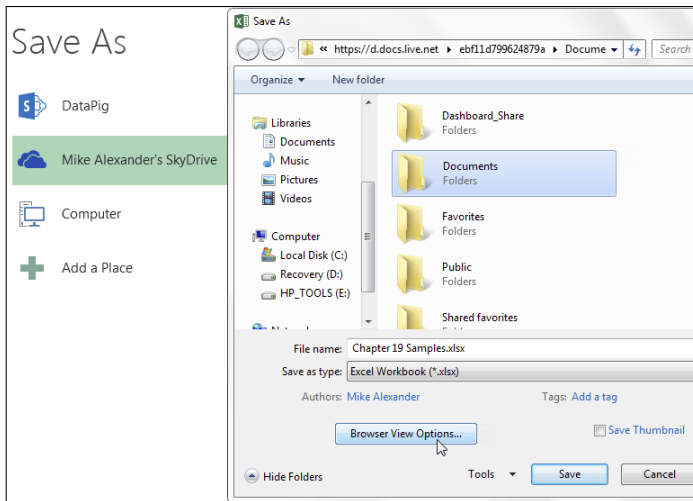 Save As
DataPig
Mike Alexander's SkyDrive
Computer
Add a Place
Save As
« https://d.docs.live.net ▸ ebf11d799624879a ▸ Docume
Search
Organize
New folder
Libraries
Documents
Music
Pictures
Videos
Computer
Local Disk (C:)
Recovery (D:)
HP_TOOLS (E:)
Dashboard_Share
Folders
Documents
Folders
Favorites
Folders
Public
Folders
Shared favorites
File name: Chapter 19 Samples.xlsx
Save as type: Excel Workbook (*.xlsx)
Authors: Mike Alexander Tags: Add a tag
Browser View Options...
Save Thumbnail
Hide Folders
Tools
Save
Cancel